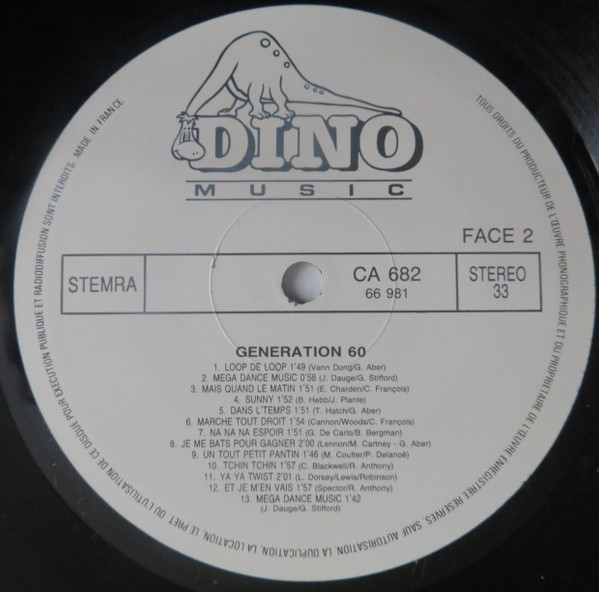 DINO
MUSIC
FACE 2
STEMRA
CA 682
66 981
STEREO
33
GENERATION 60
1. LOOP DE LOOP 1'49 (Vann Dong/G. Aber)
2. MEGA DANCE MUSIC 0'58 (J. Dauge/G. Stifford)
3. MAIS QUAND LE MATIN 1'51 (E. Charden/C. François)
4. SUNNY 1'52 (B. Hebb/J. Plante)
5. DANS L'TEMPS 1'51 (T. Hatch/G. Aber)
6. MARCHE TOUT DROIT 1'54 (Cannon/Woods/C. François)
7. NA NA NA ESPOIR 1'51 (G. De Carlo/B. Bergman)
8. JE ME BATS POUR GAGNER 2'00 (Lennon/M. Cartney - G. Aber)
9. UN TOUT PETIT PANTIN 1'46 (M. Coulter/P. Delanoê)
10. TCHIN TCHIN 1'57 (C. Blackwell/R. Anthony)
11. YA YA TWIST 2'01 (L. Dorsey/Lewis/Robinson)
12. ET JE M'EN VAIS 1'57 (Spector/R. Anthony)
13. MEGA DANCE MUSIC 1'42
(J. Dauge/G. Stifford)
TOUS DROITS DU PRODUCTEUR DE L'ŒUVRE PHONOGRAPHIQUE ET DU PROPRIETAIRE DE L'ŒUVRE ENREGISTREE RESERVES. SAUF AUTORISATION, LA DUPLICATION, LA LOCATION, LE PRET, OU L'UTILISATION DE CE DISQUE POUR EXECUTION PUBLIQUE ET RADIODIFFUSION SONT INTERDITS. MADE IN FRANCE.